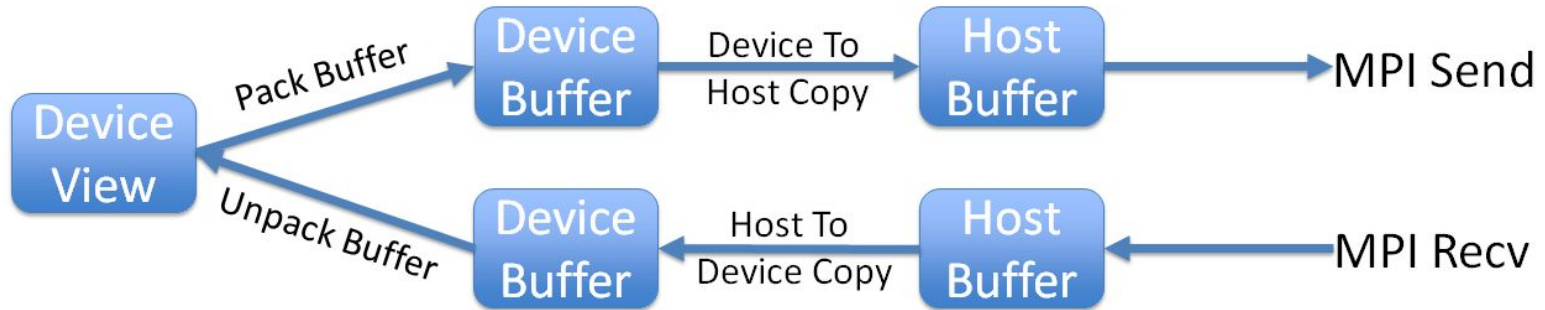 Device
View
Pack Buffer
Device
Buffer
Device To
Host Copy
Host
Buffer
MPI Send
Unpack Buffer
Device
Buffer
Host To
Device Copy
Host
Buffer
MPI Recv